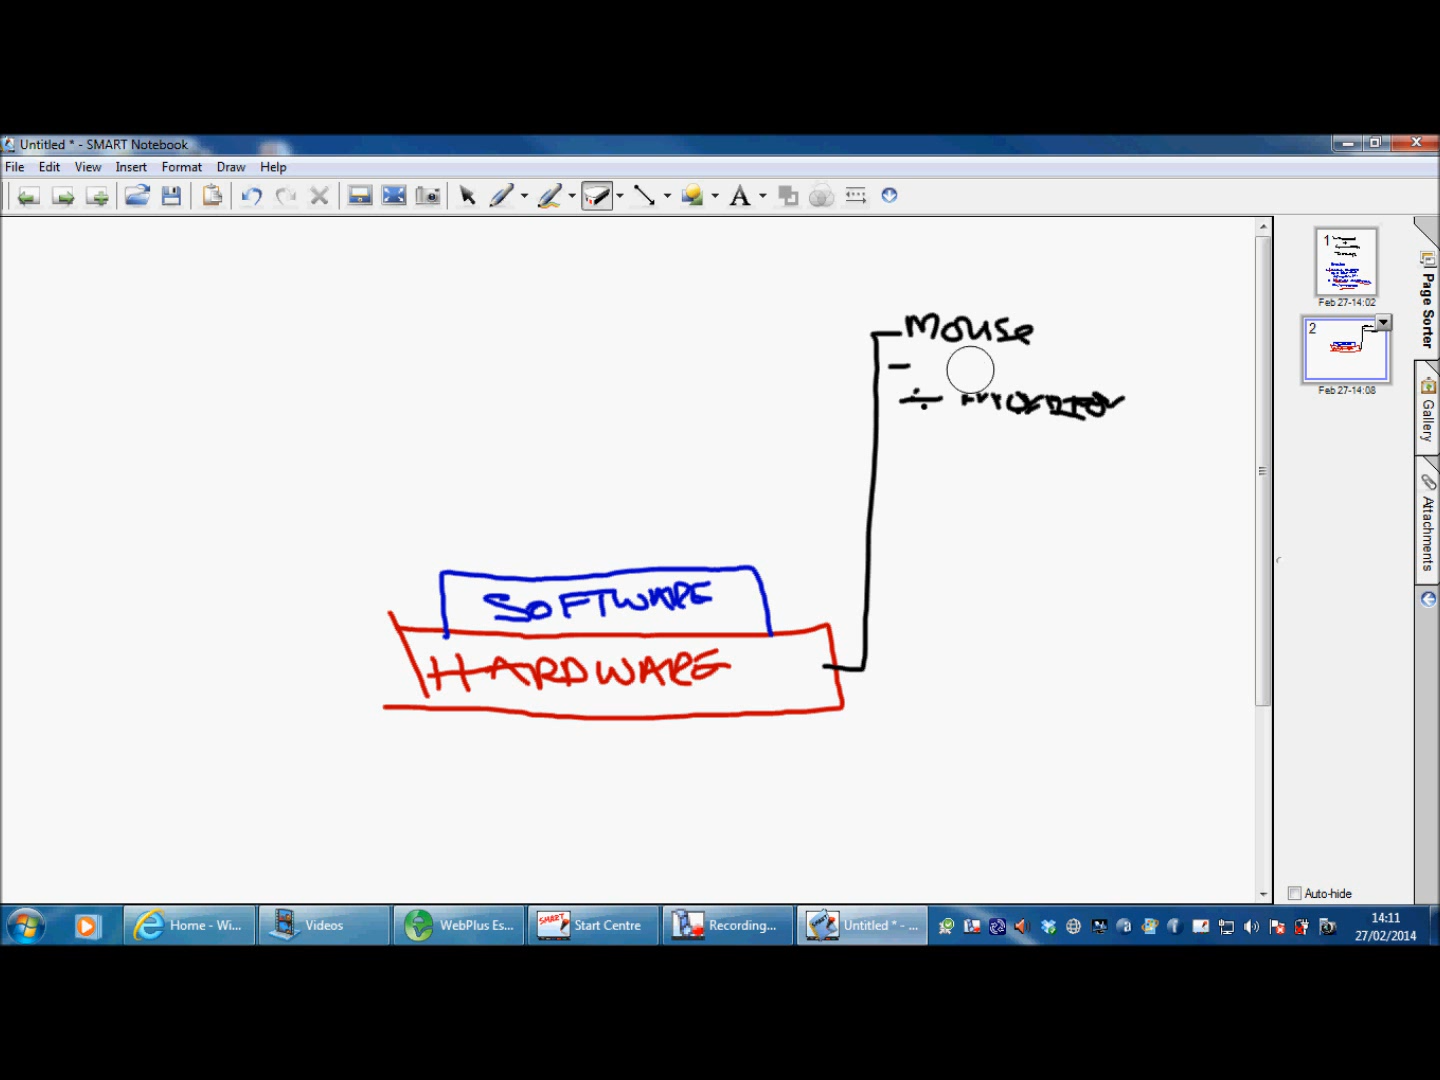 Untitled * - SMART Notebook
File Edit View Insert Format Draw Help
1
Feb 27-14:02
2
Feb 27-14:08
Page Sorter
Gallery
Attachments
Mouse
SOFTWARE
HARDWARE
Auto-hide
Home - Wi...
Videos
WebPlus Es...
Start Centre
Recording...
Untitled * - ...
14:11
27/02/2014